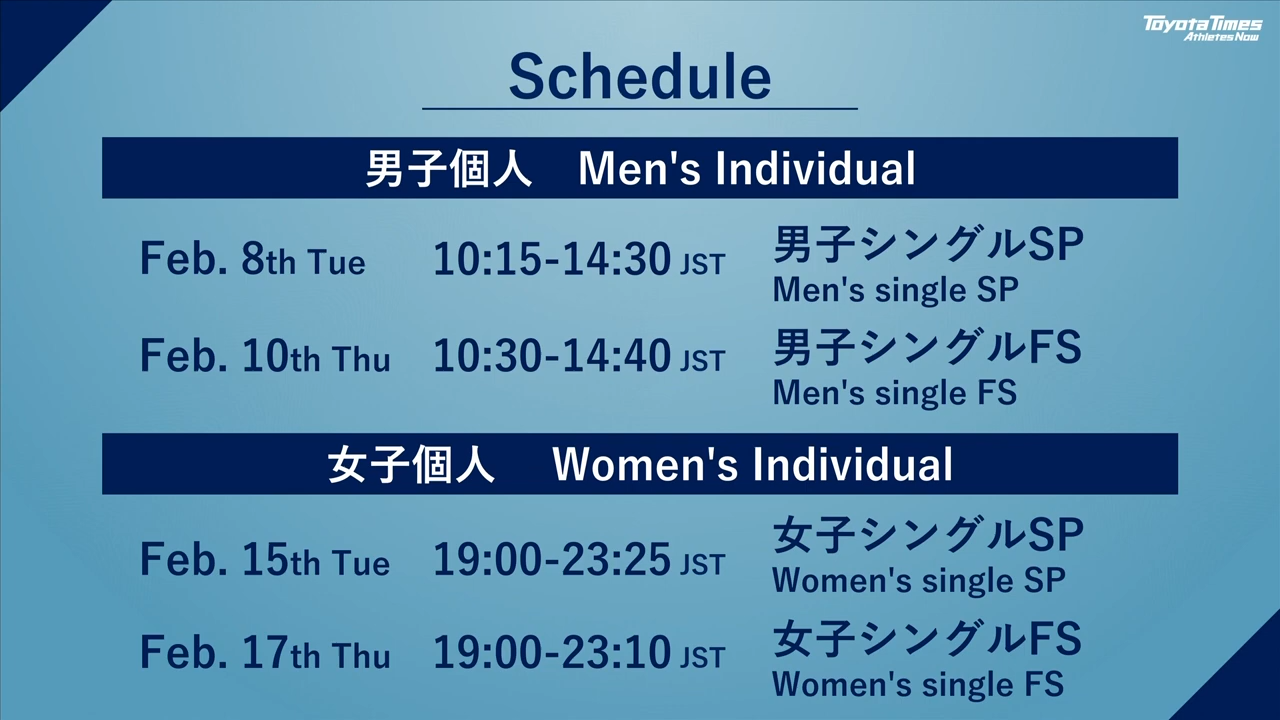 Toyota Times
Athletes Now
Schedule
男子個人 Men's Individual
Feb. 8th Tue 10:15-14:30 JST 男子シングルSP
Men's single SP
Feb. 10th Thu 10:30-14:40 JST 男子シングルFS
Men's single FS
女子個人 Women's Individual
Feb. 15th Tue 19:00-23:25 JST 女子シングルSP
Women's single SP
Feb. 17th Thu 19:00-23:10 JST 女子シングルFS
Women's single FS